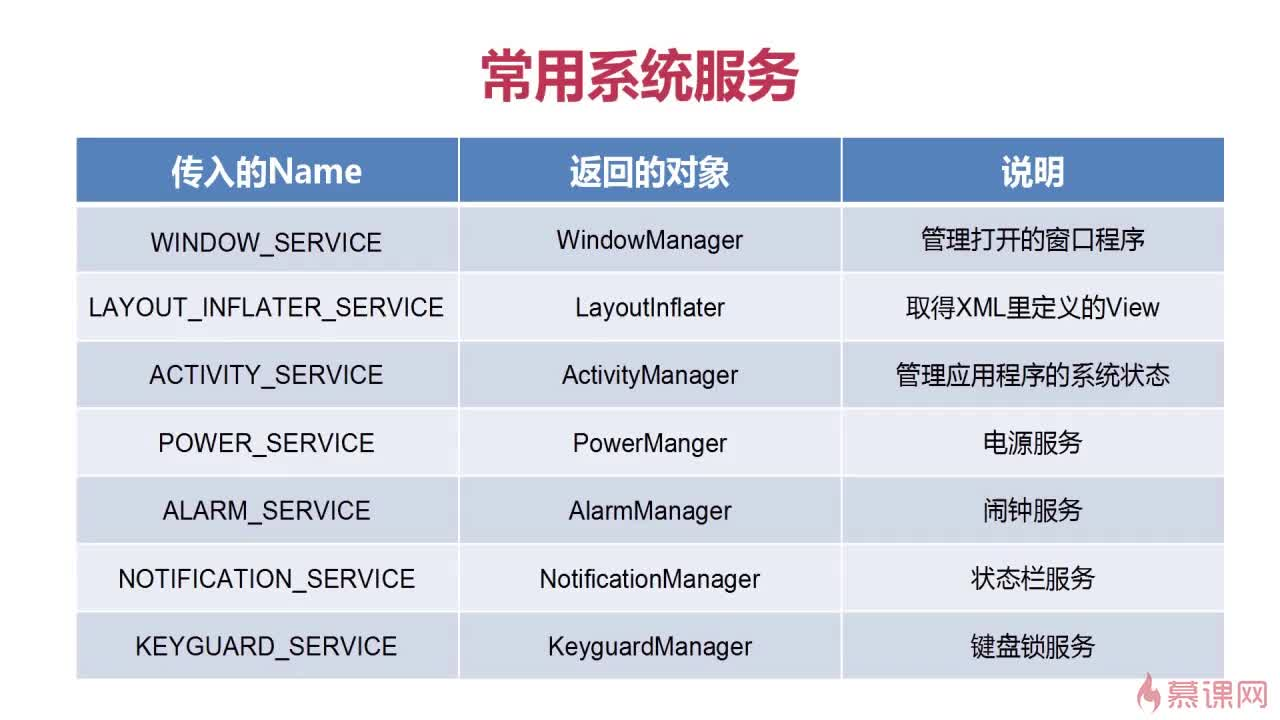 常用系统服务
传入的Name 返回的对象 说明
WINDOW_SERVICE WindowManager 管理打开的窗口程序
LAYOUT_INFLATER_SERVICE LayoutInflater 取得XML里定义的View
ACTIVITY_SERVICE ActivityManager 管理应用程序的系统状态
POWER_SERVICE PowerManger 电源服务
ALARM_SERVICE AlarmManager 闹钟服务
NOTIFICATION_SERVICE NotificationManager 状态栏服务
KEYGUARD_SERVICE KeyguardManager 键盘锁服务
慕课网